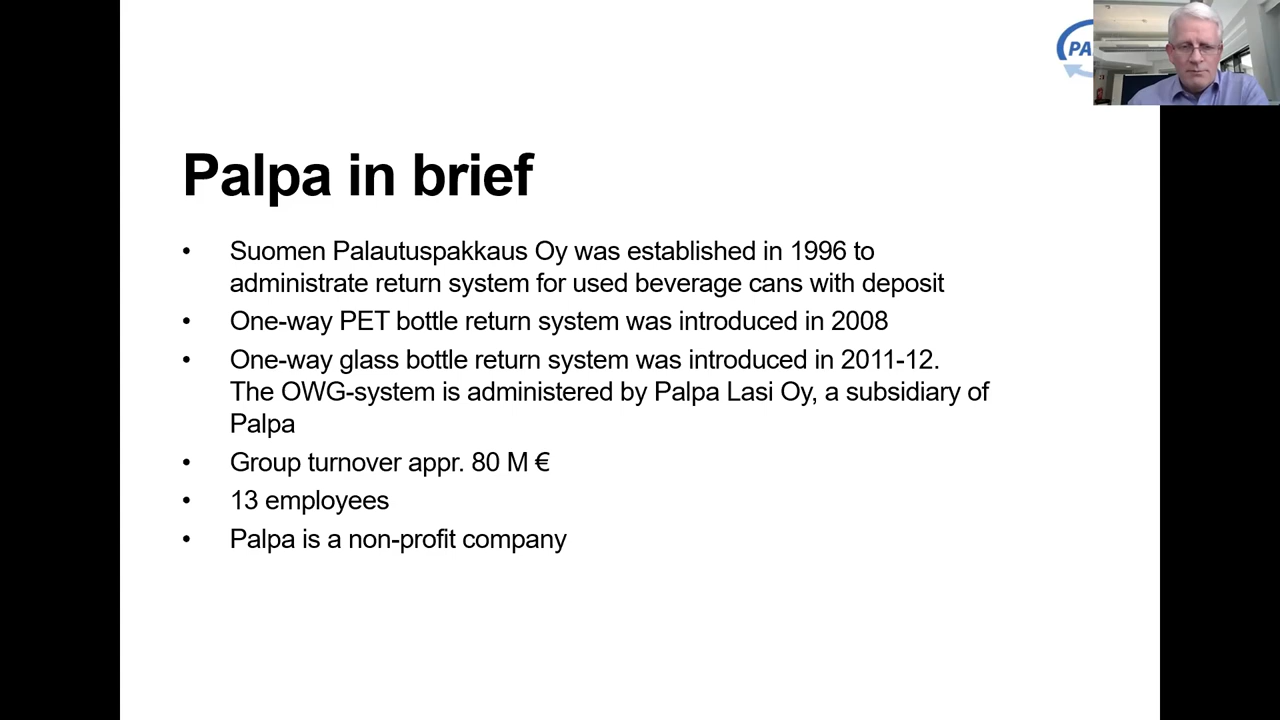 PA
Palpa in brief
• Suomen Palautuspakkaus Oy was established in 1996 to
administrate return system for used beverage cans with deposit
• One-way PET bottle return system was introduced in 2008
• One-way glass bottle return system was introduced in 2011-12.
The OWG-system is administered by Palpa Lasi Oy, a subsidiary of
Palpa
• Group turnover appr. 80 M €
• 13 employees
• Palpa is a non-profit company